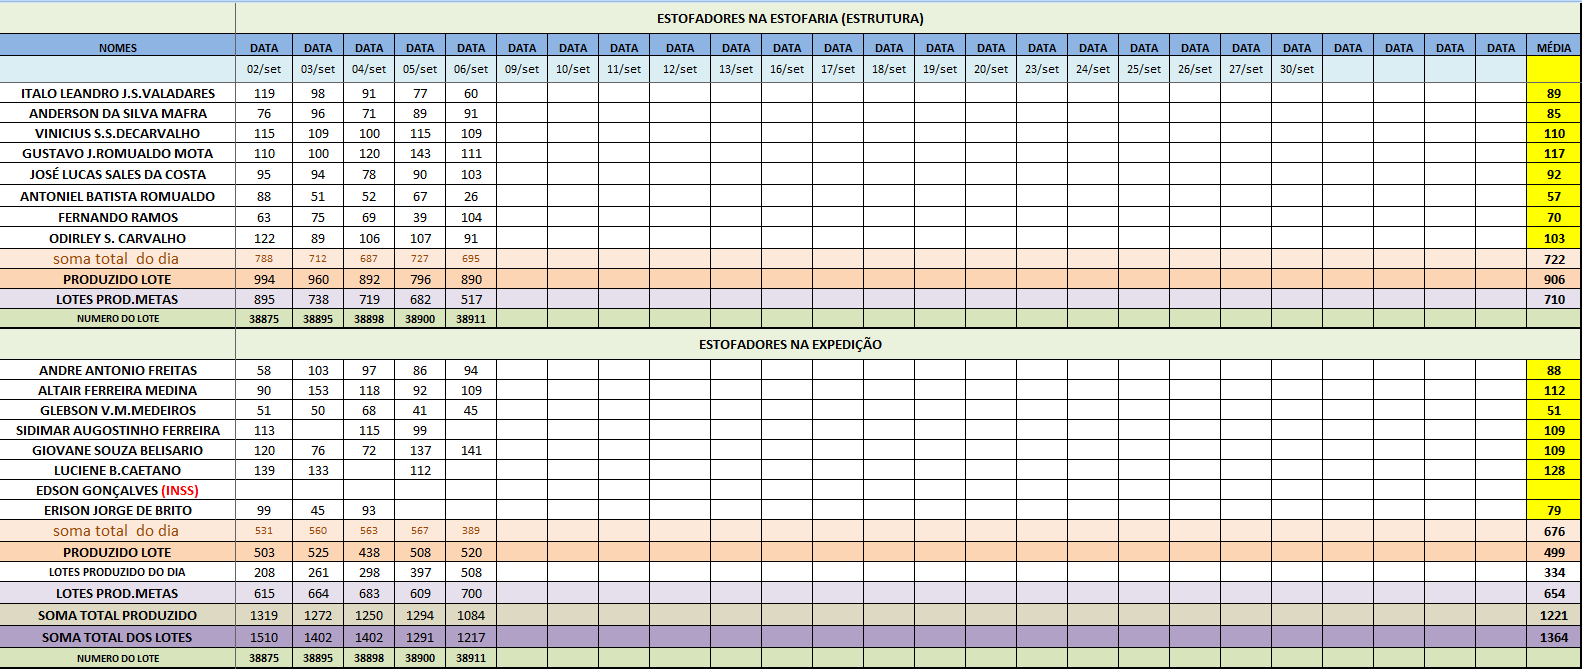 ESTOFADORES NA ESTOFARIA (ESTRUTURA)
NOMES DATA DATA DATA DATA DATA DATA DATA DATA DATA DATA DATA DATA DATA DATA DATA DATA DATA DATA DATA DATA DATA DATA DATA DATA DATA MÉDIA
02/set 03/set 04/set 05/set 06/set 09/set 10/set 11/set 12/set 13/set 16/set 17/set 18/set 19/set 20/set 23/set 24/set 25/set 26/set 27/set 30/set
ITALO LEANDRO J.S.VALADARES 119 98 91 77 60 89
ANDERSON DA SILVA MAFRA 76 96 71 89 91 85
VINICIUS S.S.DECARVALHO 115 109 100 115 109 110
GUSTAVO J.ROMUALDO MOTA 110 100 120 143 111 117
JOSÉ LUCAS SALES DA COSTA 95 94 78 90 103 92
ANTONIEL BATISTA ROMUALDO 88 51 52 67 26 57
FERNANDO RAMOS 63 75 69 39 104 70
ODIRLEY S. CARVALHO 122 89 106 107 91 103
soma total do dia 788 712 687 727 695 722
PRODUZIDO LOTE 994 960 892 796 890 906
LOTES PROD.METAS 895 738 719 682 517 710
NUMERO DO LOTE 38875 38895 38898 38900 38911
ESTOFADORES NA EXPEDIÇÃO
ANDRE ANTONIO FREITAS 58 103 97 86 94 88
ALTAIR FERREIRA MEDINA 90 153 118 92 109 112
GLEBSON V.M.MEDEIROS 51 50 68 41 45 51
SIDIMAR AUGOSTINHO FERREIRA 113 115 99 109
GIOVANE SOUZA BELISARIO 120 76 72 137 141 109
LUCIENE B.CAETANO 139 133 112 128
EDSON GONÇALVES (INSS)
ERISON JORGE DE BRITO 99 45 93 79
soma total do dia 531 560 563 567 389 676
PRODUZIDO LOTE 503 525 438 508 520 499
LOTES PRODUZIDO DO DIA 208 261 298 397 508 334
LOTES PROD.METAS 615 664 683 609 700 654
SOMA TOTAL PRODUZIDO 1319 1272 1250 1294 1084 1221
SOMA TOTAL DOS LOTES 1510 1402 1402 1291 1217 1364
NUMERO DO LOTE 38875 38895 38898 38900 38911